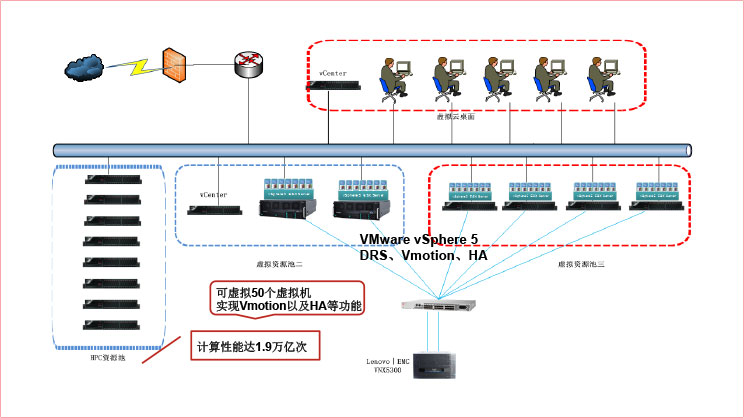 vCenter
虚拟云桌面
vCenter
VMware vSphere 5
DRS、Vmotion、HA
虚拟资源池二
虚拟资源池三
可虚拟50个虚拟机
实现Vmotion以及HA等功能
计算性能达1.9万亿次
HPC资源池
Lenovo|EMC
VNX5300